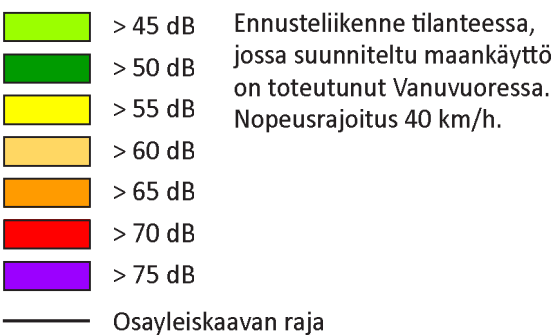 > 45 dB
> 50 dB
> 55 dB
> 60 dB
> 65 dB
> 70 dB
> 75 dB
Osayleiskaavan raja
Ennusteliikenne tilanteessa,
jossa suunniteltu maankäyttö
on toteutunut Vanuvuoressa.
Nopeusrajoitus 40 km/h.